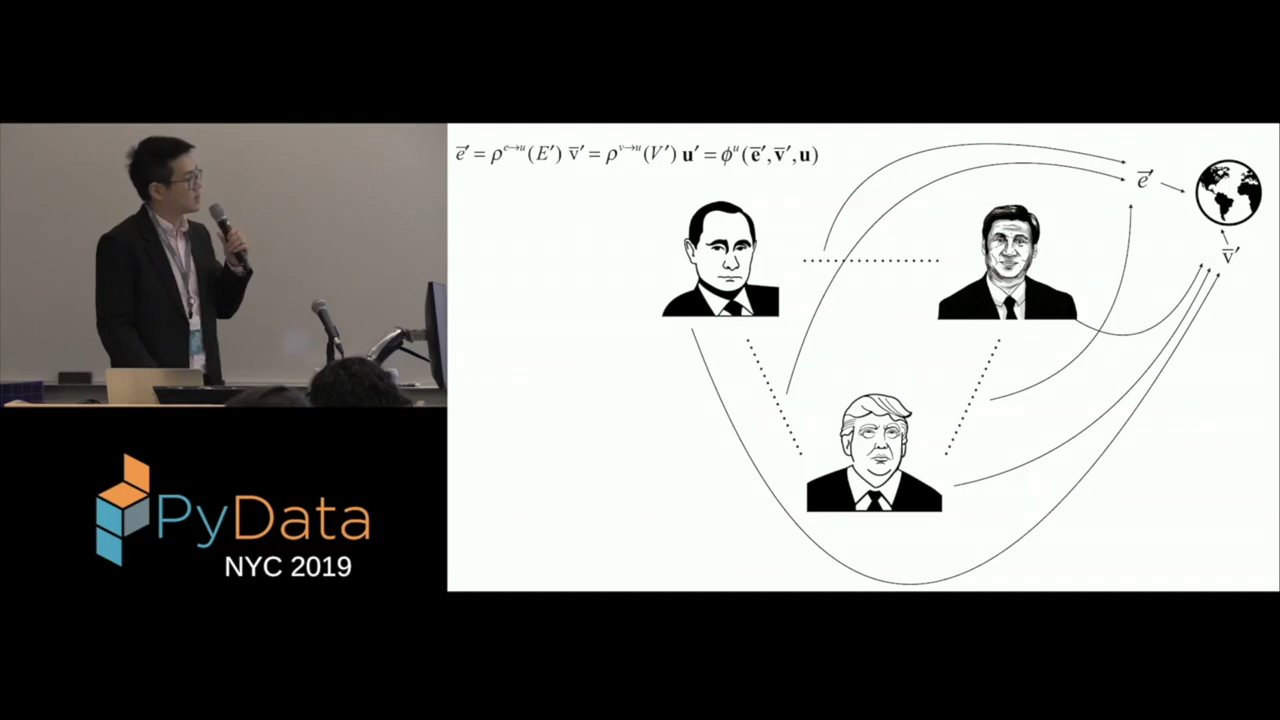 e̅′ = ρ^{e→u}(E′) v̅′ = ρ^{v→u}(V′) u′ = ϕ^u(e̅′, v̅′, u)
e̅′
v̅′
PyData
NYC 2019